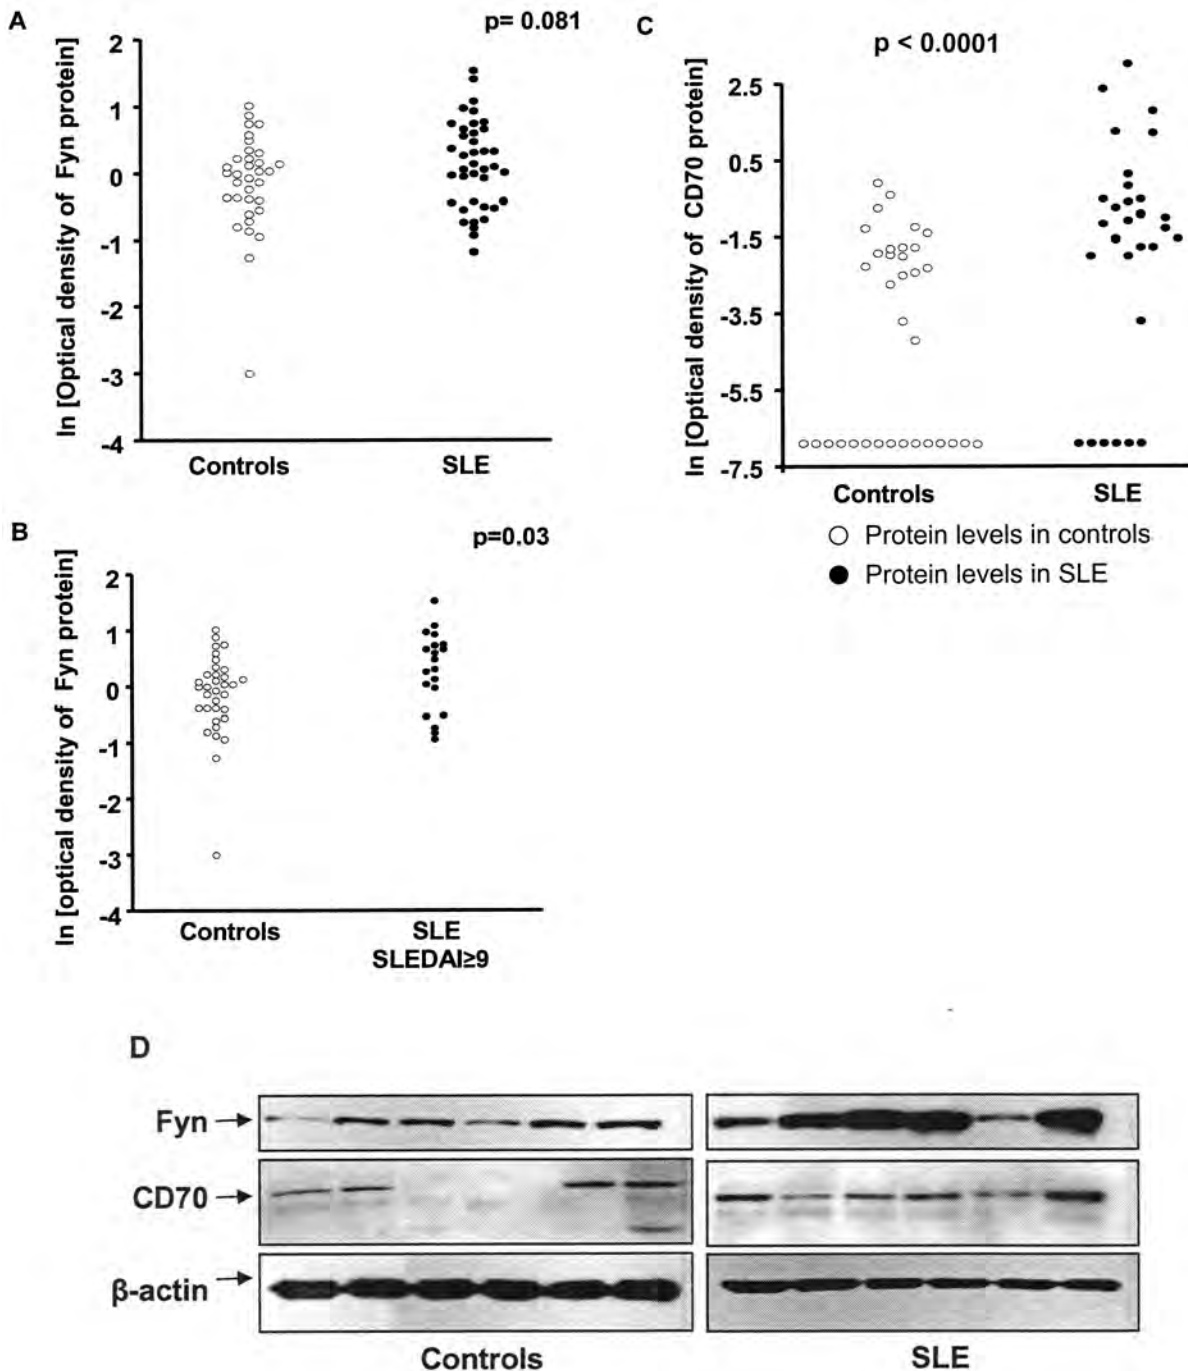 A
p= 0.081
ln [Optical density of Fyn protein]
2
1
0
-1
-2
-3
-4
Controls
SLE
C
p < 0.0001
ln [Optical density of CD70 protein]
2.5
0.5
-1.5
-3.5
-5.5
-7.5
Controls
SLE
Protein levels in controls
Protein levels in SLE
B
p=0.03
ln [optical density of Fyn protein]
2
1
0
-1
-2
-3
-4
Controls
SLE
SLEDAI≥9
D
Fyn
CD70
β-actin
Controls
SLE